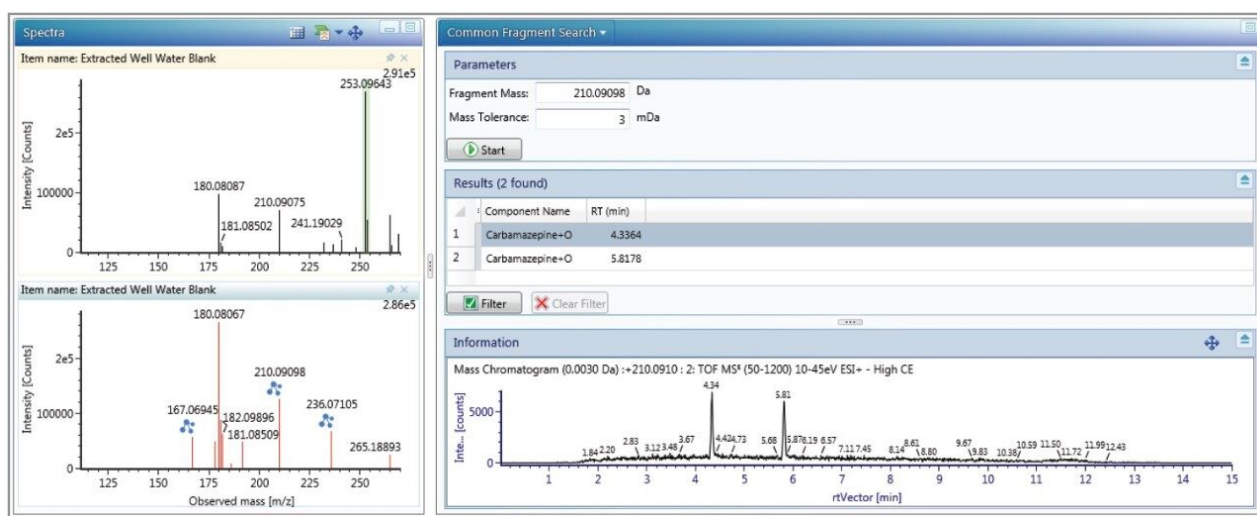 Spectra
Item name: Extracted Well Water Blank
2.91e5
253.09643
2e5
180.08087
100000
210.09075
181.08502
241.19029
0
125 150 175 200 225 250
Intensity [Counts]
Item name: Extracted Well Water Blank
2.86e5
180.08067
2e5
210.09098
100000
167.06945
182.09896
236.07105
181.08509
265.18893
0
125 150 175 200 225 250
Intensity [Counts]
Observed mass [m/z]
Common Fragment Search
Parameters
Fragment Mass: 210.09098 Da
Mass Tolerance: 3 mDa
Start
Results (2 found)
Component Name RT (min)
1 Carbamazepine+O 4.3364
2 Carbamazepine+O 5.8178
Filter Clear Filter
Information
Mass Chromatogram (0.0030 Da) :+210.0910 : 2: TOF MSᴱ (50-1200) 10-45eV ESI+ - High CE
4.34 5.81
5000
1.84 2.20 2.83 3.12 3.48 3.67 4.42 4.73 5.68 5.87 6.19 6.57 7.11 7.45 8.14 8.61 8.80 9.67 9.83 10.38 10.59 11.50 11.72 11.99 12.43
0
1 2 3 4 5 6 7 8 9 10 11 12 13 14 15
Inte... [counts]
rtVector [min]